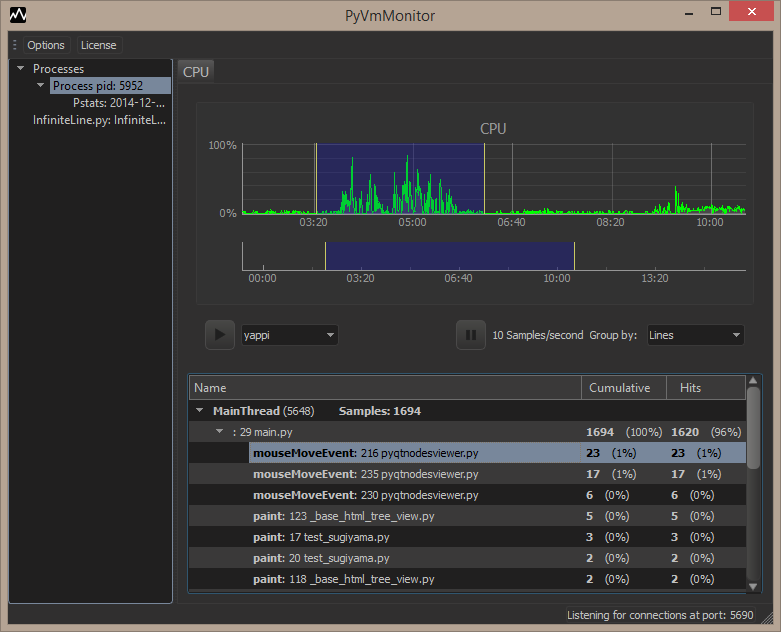 PyVmMonitor
Options License
Processes
Process pid: 5952
Pstats: 2014-12-...
InfiniteLine.py: InfiniteL...
CPU
CPU
100%
0%
03:20 05:00 06:40 08:20 10:00
00:00 03:20 06:40 10:00 13:20
yappi 10 Samples/second Group by: Lines
Name Cumulative Hits
MainThread (5648) Samples: 1694
: 29 main.py 1694 (100%) 1620 (96%)
mouseMoveEvent: 216 pyqtnodesviewer.py 23 (1%) 23 (1%)
mouseMoveEvent: 235 pyqtnodesviewer.py 17 (1%) 17 (1%)
mouseMoveEvent: 230 pyqtnodesviewer.py 6 (0%) 6 (0%)
paint: 123 _base_html_tree_view.py 5 (0%) 5 (0%)
paint: 17 test_sugiyama.py 3 (0%) 3 (0%)
paint: 20 test_sugiyama.py 2 (0%) 2 (0%)
paint: 118 _base_html_tree_view.py 2 (0%) 2 (0%)
Listening for connections at port: 5690